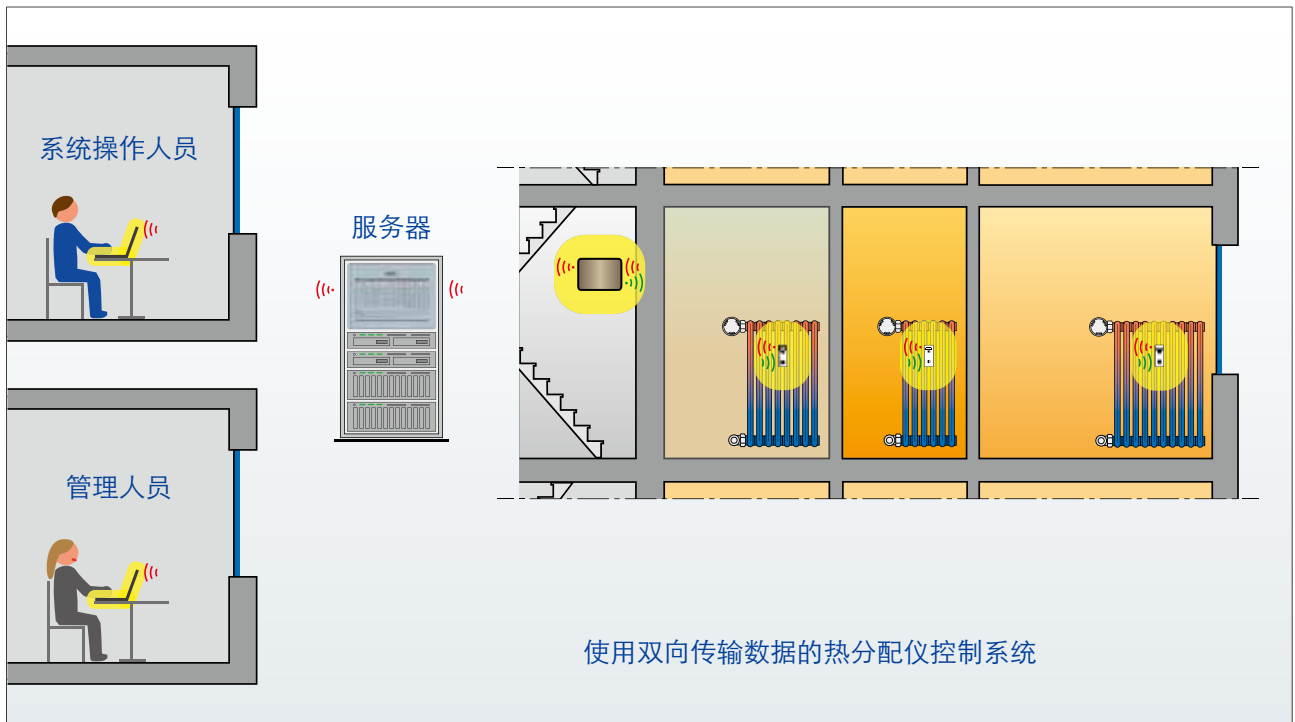 系统操作人员
服务器
管理人员
使用双向传输数据的热分配仪控制系统